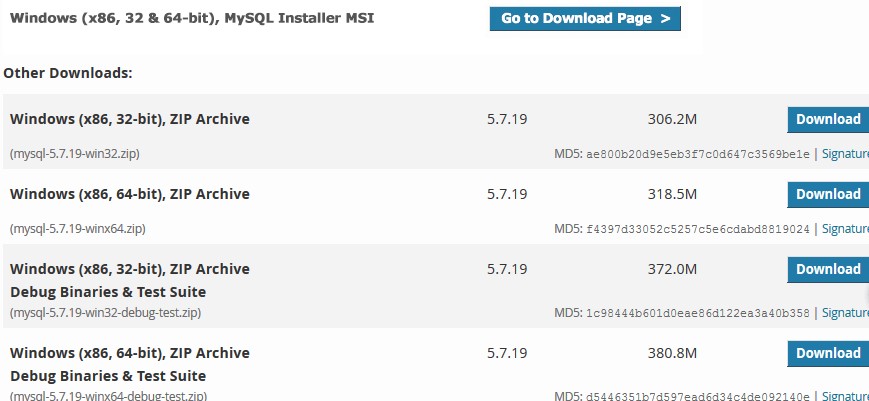 Windows (x86, 32 & 64-bit), MySQL Installer MSI Go to Download Page >
Other Downloads:
Windows (x86, 32-bit), ZIP Archive 5.7.19 306.2M Download
(mysql-5.7.19-win32.zip) MD5: ae800b20d9e5eb3f7c0d647c3569be1e | Signature
Windows (x86, 64-bit), ZIP Archive 5.7.19 318.5M Download
(mysql-5.7.19-winx64.zip) MD5: f4397d33052c5257c5e6cdabd8819024 | Signature
Windows (x86, 32-bit), ZIP Archive 5.7.19 372.0M Download
Debug Binaries & Test Suite
(mysql-5.7.19-win32-debug-test.zip) MD5: 1c98444b601d0eae86d122ea3a40b358 | Signature
Windows (x86, 64-bit), ZIP Archive 5.7.19 380.8M Download
Debug Binaries & Test Suite
(mysql-5.7.19-winx64-debug-test.zip) MD5: d5446351b7d597ead6d34c4de092140e | Signature